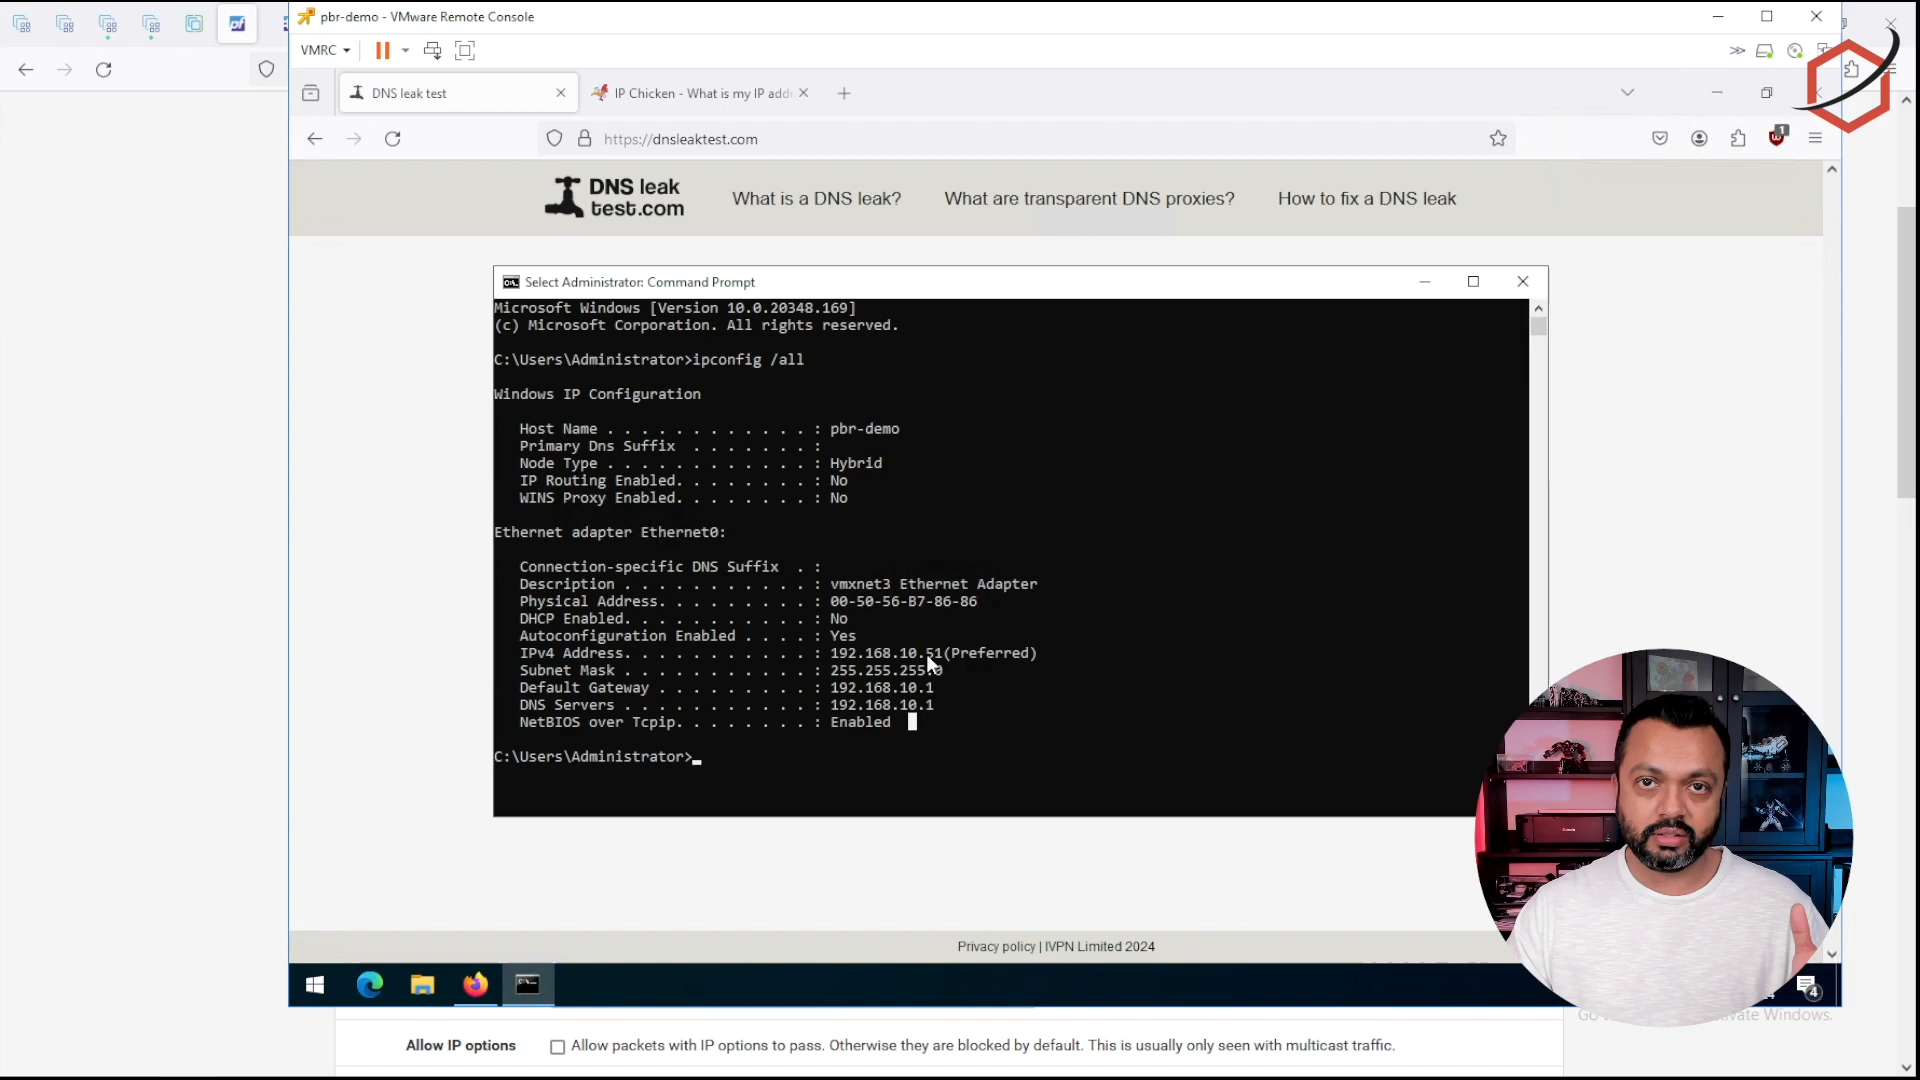 pf
pbr-demo - VMware Remote Console
VMRC
DNS leak test
IP Chicken - What is my IP addr
https://dnsleaktest.com
1
DNS leak
test.com
What is a DNS leak?
What are transparent DNS proxies?
How to fix a DNS leak
Select Administrator: Command Prompt
Microsoft Windows [Version 10.0.20348.169]
(c) Microsoft Corporation. All rights reserved.
C:\Users\Administrator>ipconfig /all
Windows IP Configuration
Host Name . . . . . . . . . . . . : pbr-demo
Primary Dns Suffix . . . . . . . :
Node Type . . . . . . . . . . . . : Hybrid
IP Routing Enabled. . . . . . . . : No
WINS Proxy Enabled. . . . . . . . : No
Ethernet adapter Ethernet0:
Connection-specific DNS Suffix . :
Description . . . . . . . . . . . : vmxnet3 Ethernet Adapter
Physical Address. . . . . . . . . : 00-50-56-B7-86-86
DHCP Enabled. . . . . . . . . . . : No
Autoconfiguration Enabled . . . . : Yes
IPv4 Address. . . . . . . . . . . : 192.168.10.51(Preferred)
Subnet Mask . . . . . . . . . . . : 255.255.255.0
Default Gateway . . . . . . . . . : 192.168.10.1
DNS Servers . . . . . . . . . . . : 192.168.10.1
NetBIOS over Tcpip. . . . . . . . : Enabled
C:\Users\Administrator>
Privacy policy | IVPN Limited 2024
4
Windows.
Allow IP options
Allow packets with IP options to pass. Otherwise they are blocked by default. This is usually only seen with multicast traffic.